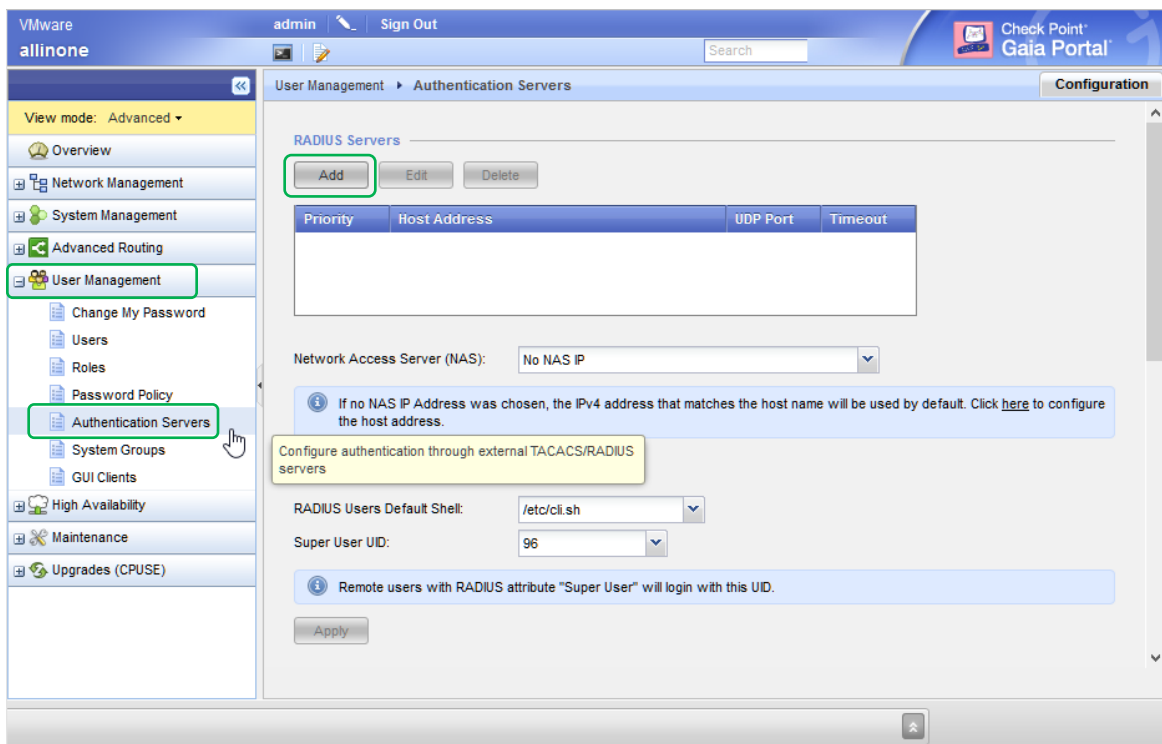 VMware
allinone
admin
Sign Out
Search
Check Point
Gaia Portal
View mode: Advanced
Overview
Network Management
System Management
Advanced Routing
User Management
Change My Password
Users
Roles
Password Policy
Authentication Servers
System Groups
GUI Clients
High Availability
Maintenance
Upgrades (CPUSE)
User Management Authentication Servers
Configuration
RADIUS Servers
Add Edit Delete
Priority Host Address UDP Port Timeout
Network Access Server (NAS): No NAS IP
If no NAS IP Address was chosen, the IPv4 address that matches the host name will be used by default. Click here to configure
the host address.
Configure authentication through external TACACS/RADIUS
servers
RADIUS Users Default Shell: /etc/cli.sh
Super User UID: 96
Remote users with RADIUS attribute "Super User" will login with this UID.
Apply